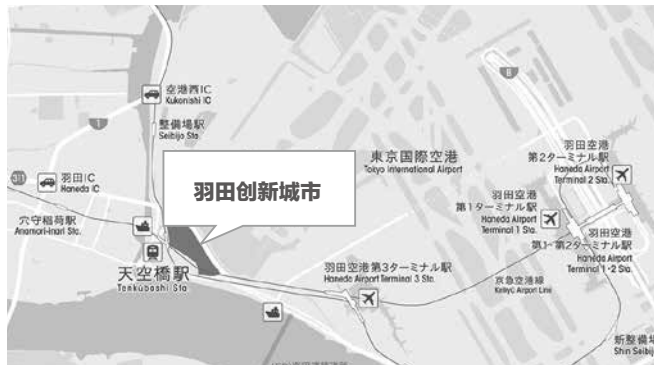 空港西IC
Kukonishi IC
1
整備場駅
Seibijo Sta.
羽田IC
Haneda IC
穴守稲荷駅
Anamori-inari Sta.
羽田创新城市
天空橋駅
Tenkubashi Sta.
東京国際空港
Tokyo International Airport
羽田空港第3ターミナル駅
Haneda Airport Terminal 3 Sta.
京急空港線
Keikyū Airport Line
羽田空港
第1ターミナル駅
Haneda Airport
Terminal 1 Sta.
羽田空港
第2ターミナル駅
Haneda Airport
Terminal 2 Sta.
羽田空港
第1·第2ターミナル駅
Haneda Airport
Terminal 1·2 Sta.
新整備場
Shin Seibij